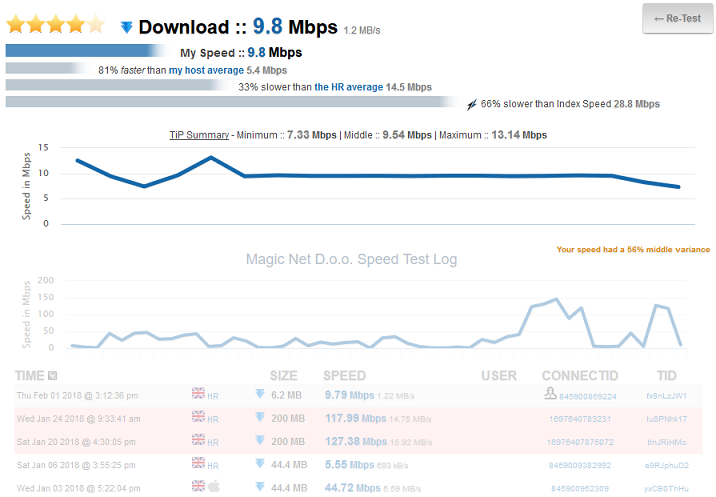 Download :: 9.8 Mbps 1.2 MB/s
← Re-Test
My Speed :: 9.8 Mbps
81% faster than my host average 5.4 Mbps
33% slower than the HR average 14.5 Mbps
66% slower than Index Speed 28.8 Mbps
TiP Summary - Minimum :: 7.33 Mbps | Middle :: 9.54 Mbps | Maximum :: 13.14 Mbps
Speed in Mbps
15
10
5
0
Your speed had a 56% middle variance
Magic Net D.o.o. Speed Test Log
Speed in Mbps
200
150
100
50
0
TIME SIZE SPEED USER CONNECTID TID
Thu Feb 01 2018 @ 3:12:36 pm HR 6.2 MB 9.79 Mbps 1.22 MB/s 845900869224 fx8nLzJW1
Wed Jan 24 2018 @ 9:33:41 am HR 200 MB 117.99 Mbps 14.75 MB/s 1697640783231 Iu8PNhk17
Sat Jan 20 2018 @ 4:30:05 pm HR 200 MB 127.38 Mbps 15.92 MB/s 16976407875072
Sat Jan 06 2018 @ 3:55:25 pm HR 44.4 MB 5.55 Mbps 693 kB/s 8459009382992 e9RJphuD2
Wed Jan 03 2018 @ 5:22:04 pm HR 44.4 MB 44.72 Mbps 5.59 MB/s 845900952309 yxCB0ThHu